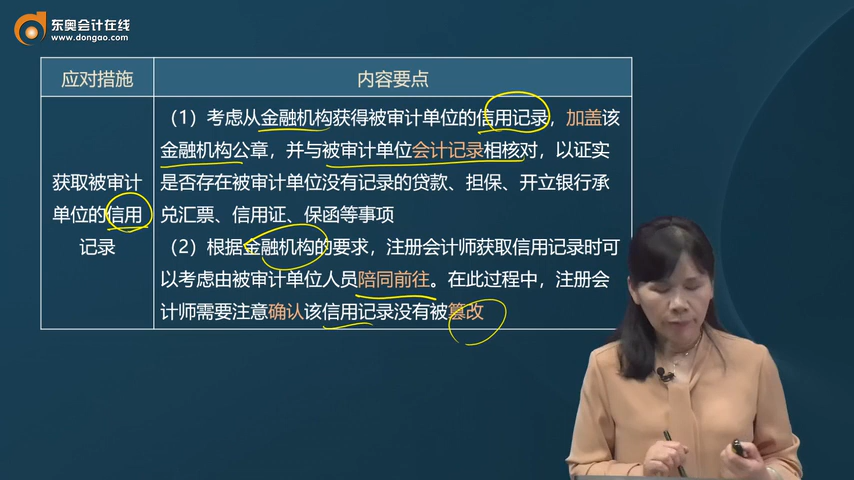 东奥会计在线
www.dongao.com
应对措施
内容要点
获取被审计
单位的信用
记录
（1）考虑从金融机构获得被审计单位的信用记录，加盖该
金融机构公章，并与被审计单位会计记录相核对，以证实
是否存在被审计单位没有记录的贷款、担保、开立银行承
兑汇票、信用证、保函等事项
（2）根据金融机构的要求，注册会计师获取信用记录时可
以考虑由被审计单位人员陪同前往。在此过程中，注册会
计师需要注意确认该信用记录没有被篡改